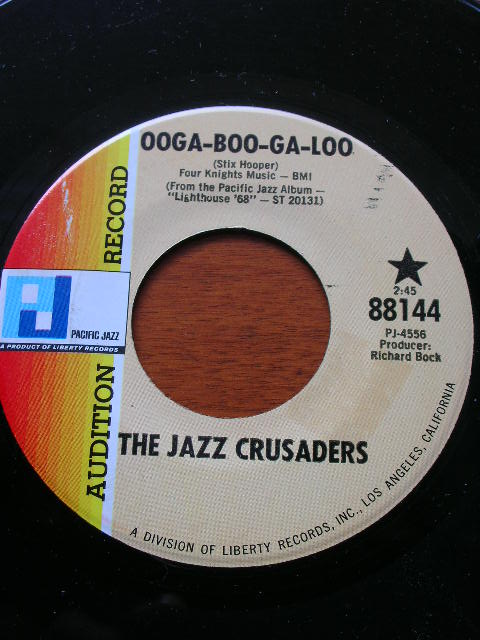 OOGA-BOO-GA-LOO
(Stix Hooper)
Four Knights Music — BMI
(From the Pacific Jazz Album —
"Lighthouse '68" — ST 20131)
AUDITION RECORD
PACIFIC JAZZ
A PRODUCT OF LIBERTY RECORDS
2:45
88144
PJ-4556
Producer:
Richard Bock
THE JAZZ CRUSADERS
A DIVISION OF LIBERTY RECORDS, INC., LOS ANGELES, CALIFORNIA